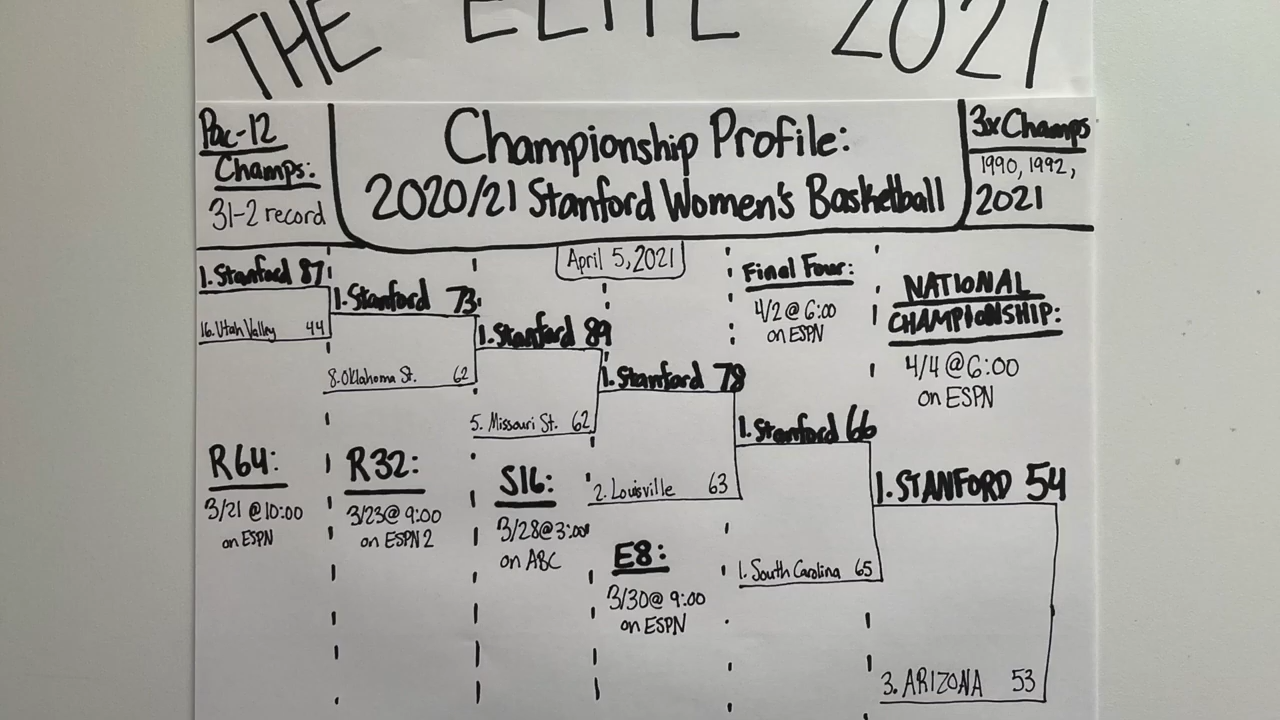 THE ELITE 2021
Pac-12
Champs:
31-2 record
Championship Profile:
2020/21 Stanford Women's Basketball
3x Champs
1990, 1992,
2021
April 5, 2021
1. Stanford 87
16. Utah Valley 44
R64:
3/21 @ 10:00
on ESPN
1. Stanford 73
8. Oklahoma St. 62
R32:
3/23 @ 9:00
on ESPN 2
1. Stanford 89
5. Missouri St. 62
S16:
3/28 @ 3:00
on ABC
1. Stanford 78
2. Louisville 63
E8:
3/30 @ 9:00
on ESPN
Final Four:
4/2 @ 6:00
on ESPN
1. Stanford 66
1. South Carolina 65
NATIONAL
CHAMPIONSHIP:
4/4 @ 6:00
on ESPN
1. STANFORD 54
3. ARIZONA 53